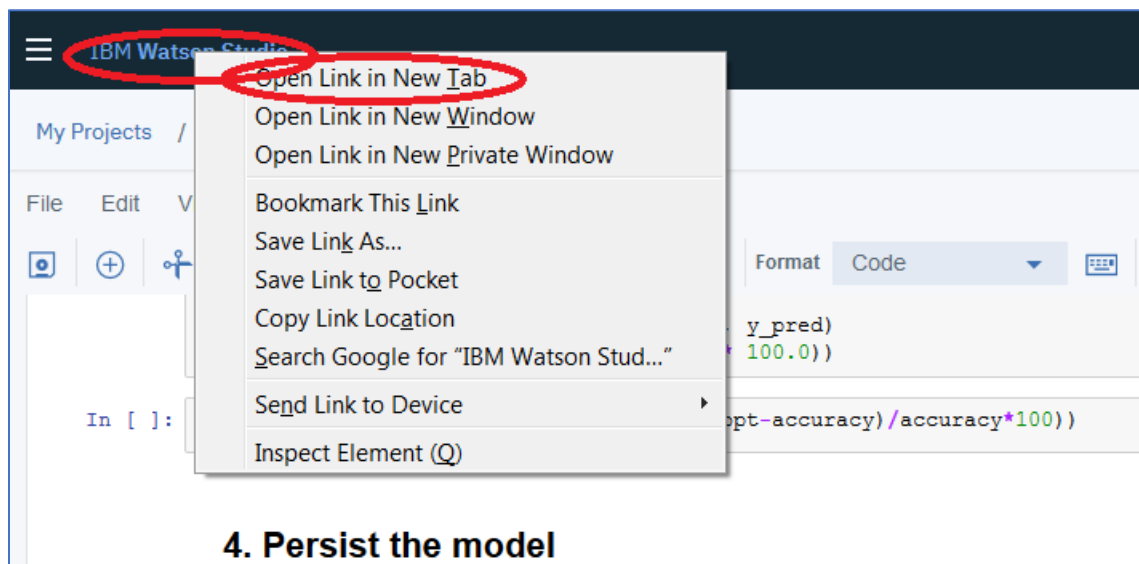 IBM Watson Studio
Open Link in New Tab
Open Link in New Window
My Projects /
Open Link in New Private Window
File Edit V
Bookmark This Link
Save Link As...
Format Code
Save Link to Pocket
Copy Link Location
y_pred)
Search Google for “IBM Watson Stud...”
* 100.0))
Send Link to Device
In [ ]:
opt-accuracy)/accuracy*100))
Inspect Element (Q)
4. Persist the model